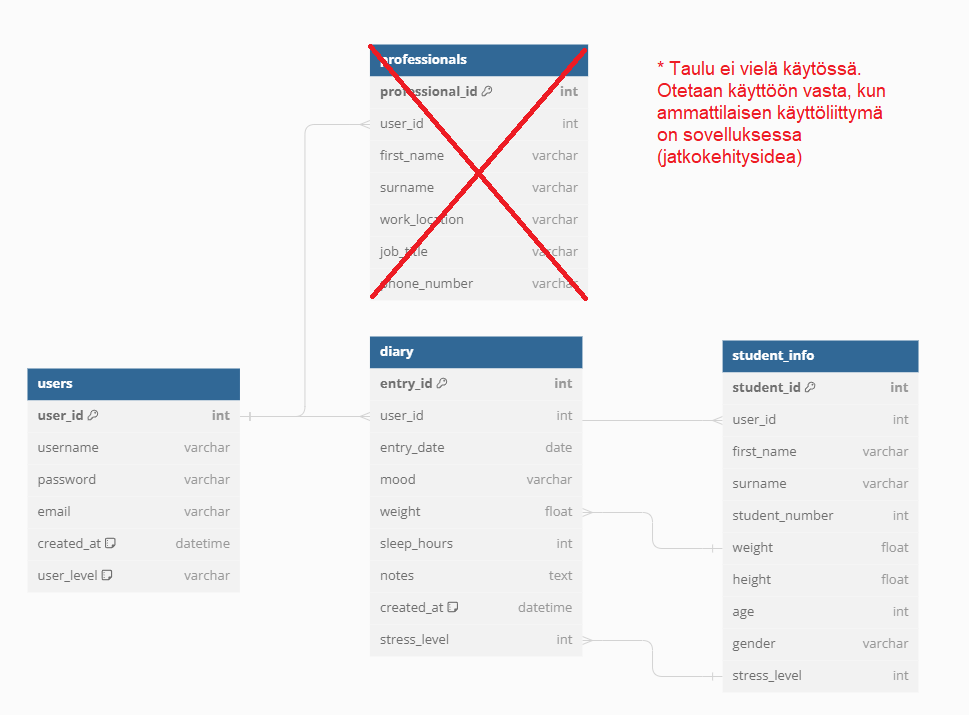 professionals
professional_id int
user_id int
first_name varchar
surname varchar
work_location varchar
job_title varchar
phone_number varchar
* Taulu ei vielä käytössä.
Otetaan käyttöön vasta, kun
ammattilaisen käyttöliittymä
on sovelluksessa
(jatkokehitysidea)
users
user_id int
username varchar
password varchar
email varchar
created_at datetime
user_level varchar
diary
entry_id int
user_id int
entry_date date
mood varchar
weight float
sleep_hours int
notes text
created_at datetime
stress_level int
student_info
student_id int
user_id int
first_name varchar
surname varchar
student_number int
weight float
height float
age int
gender varchar
stress_level int